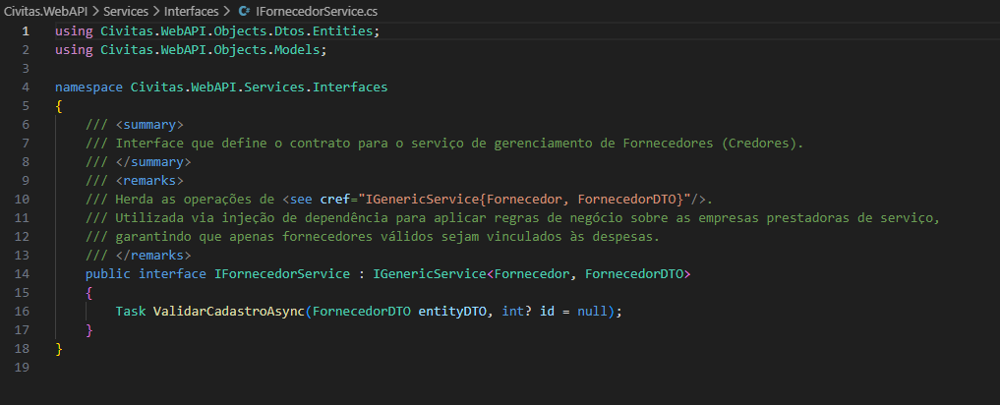 Civitas.WebAPI > Services > Interfaces > IFornecedorService.cs
1 using Civitas.WebAPI.Objects.Dtos.Entities;
2 using Civitas.WebAPI.Objects.Models;
3
4 namespace Civitas.WebAPI.Services.Interfaces
5 {
6 /// <summary>
7 /// Interface que define o contrato para o serviço de gerenciamento de Fornecedores (Credores).
8 /// </summary>
9 /// <remarks>
10 /// Herda as operações de <see cref="IGenericService{Fornecedor, FornecedorDTO}"/>.
11 /// Utilizada via injeção de dependência para aplicar regras de negócio sobre as empresas prestadoras de serviço,
12 /// garantindo que apenas fornecedores válidos sejam vinculados às despesas.
13 /// </remarks>
14 public interface IFornecedorService : IGenericService<Fornecedor, FornecedorDTO>
15 {
16 Task ValidarCadastroAsync(FornecedorDTO entityDTO, int? id = null);
17 }
18 }
19